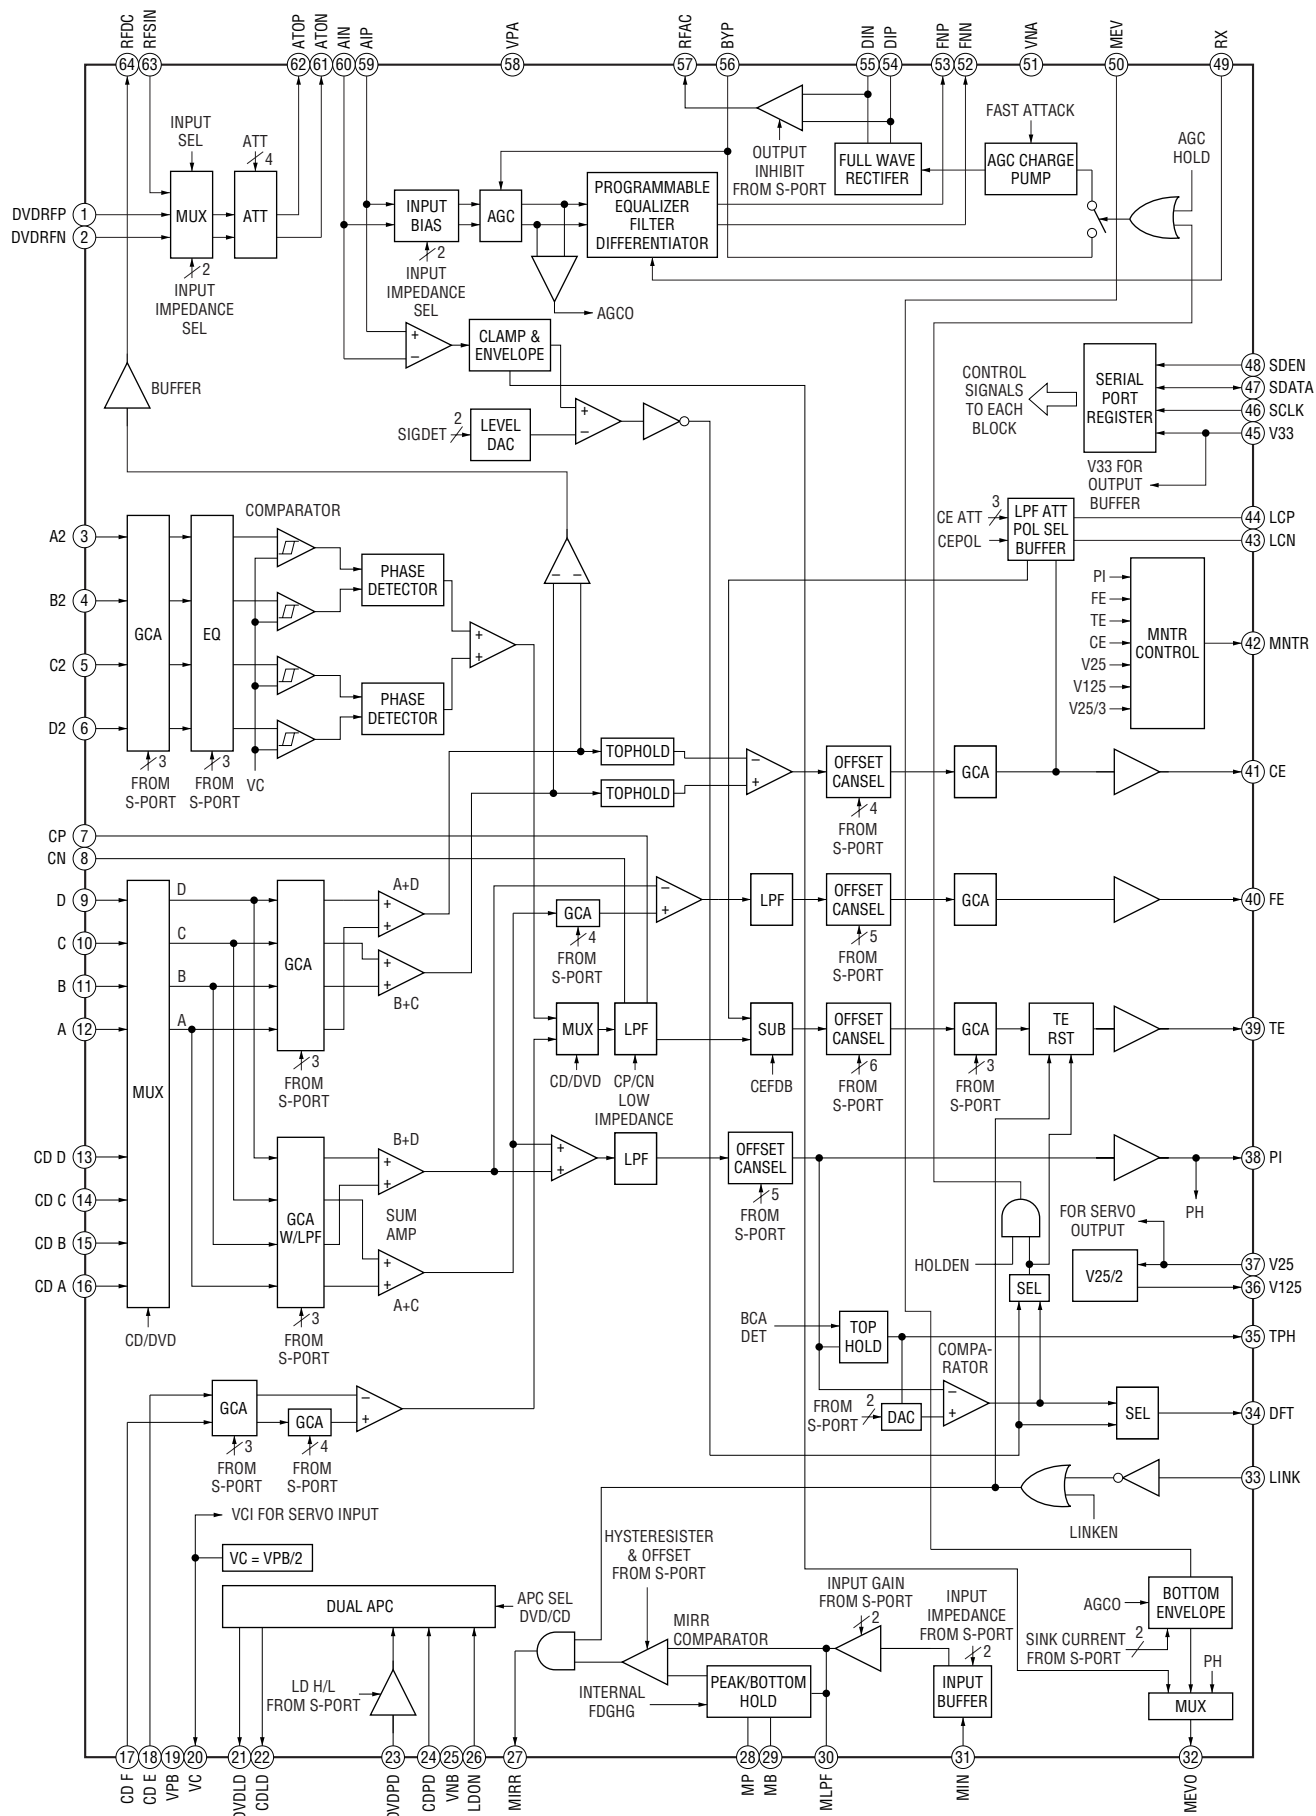 RFDC
RFSIN
ATOP
ATON
AIN
AIP
VPA
RFAC
BYP
DIN
DIP
FNP
FNN
VNA
MEV
RX
64
63
62
61
60
59
58
57
56
55
54
53
52
51
50
49
INPUT
SEL
ATT
4
MUX
ATT
DVDRFP 1
DVDRFN 2
2
INPUT
IMPEDANCE
SEL
INPUT
BIAS
2
INPUT
IMPEDANCE
SEL
AGC
PROGRAMMABLE
EQUALIZER
FILTER
DIFFERENTIATOR
AGCO
OUTPUT
INHIBIT
FROM S-PORT
FULL WAVE
RECTIFER
FAST ATTACK
AGC CHARGE
PUMP
AGC
HOLD
BUFFER
+
−
CLAMP &
ENVELOPE
SIGDET
2
LEVEL
DAC
+
−
CONTROL
SIGNALS
TO EACH
BLOCK
SERIAL
PORT
REGISTER
48 SDEN
47 SDATA
46 SCLK
45 V33
V33 FOR
OUTPUT
BUFFER
CE ATT
3
CEPOL
LPF ATT
POL SEL
BUFFER
44 LCP
43 LCN
PI
FE
TE
CE
V25
V125
V25/3
MNTR
CONTROL
42 MNTR
COMPARATOR
A2 3
B2 4
C2 5
D2 6
GCA
EQ
PHASE
DETECTOR
PHASE
DETECTOR
+
+
− −
3
FROM
S-PORT
3
FROM
S-PORT
VC
TOPHOLD
TOPHOLD
−
+
OFFSET
CANSEL
4
FROM
S-PORT
GCA
41 CE
CP 7
CN 8
D 9
C 10
B 11
A 12
CD D 13
CD C 14
CD B 15
CD A 16
MUX
CD/DVD
D
C
B
A
GCA
3
FROM
S-PORT
A+D
+
+
+
+
B+C
GCA
4
FROM
S-PORT
−
+
LPF
OFFSET
CANSEL
5
FROM
S-PORT
GCA
40 FE
MUX
CD/DVD
LPF
CP/CN
LOW
IMPEDANCE
SUB
CEFDB
OFFSET
CANSEL
6
FROM
S-PORT
GCA
3
FROM
S-PORT
TE
RST
39 TE
GCA
W/LPF
3
FROM
S-PORT
B+D
+
+
SUM
AMP
+
+
A+C
+
+
LPF
OFFSET
CANSEL
5
FROM
S-PORT
38 PI
PH
HOLDEN
SEL
FOR SERVO
OUTPUT
V25/2
37 V25
36 V125
BCA
DET
TOP
HOLD
35 TPH
COMPA-
RATOR
FROM
S-PORT
2
DAC
−
+
SEL
34 DFT
GCA
3
FROM
S-PORT
GCA
4
FROM
S-PORT
−
+
33 LINK
LINKEN
VCI FOR SERVO INPUT
VC = VPB/2
DUAL APC
APC SEL
DVD/CD
LD H/L
FROM S-PORT
HYSTERESISTER
& OFFSET
FROM S-PORT
MIRR
COMPARATOR
INTERNAL
FDGHG
PEAK/BOTTOM
HOLD
INPUT GAIN
FROM S-PORT
2
INPUT
IMPEDANCE
FROM S-PORT
2
INPUT
BUFFER
AGCO
SINK CURRENT
FROM S-PORT
2
BOTTOM
ENVELOPE
PH
MUX
17
18
19
20
21
22
23
24
25
26
27
28
29
30
31
32
CD F
CD E
VPB
VC
DVDLD
CDLD
DVDPD
CDPD
VNB
LDON
MIRR
MP
MB
MLPF
MIN
MEVO